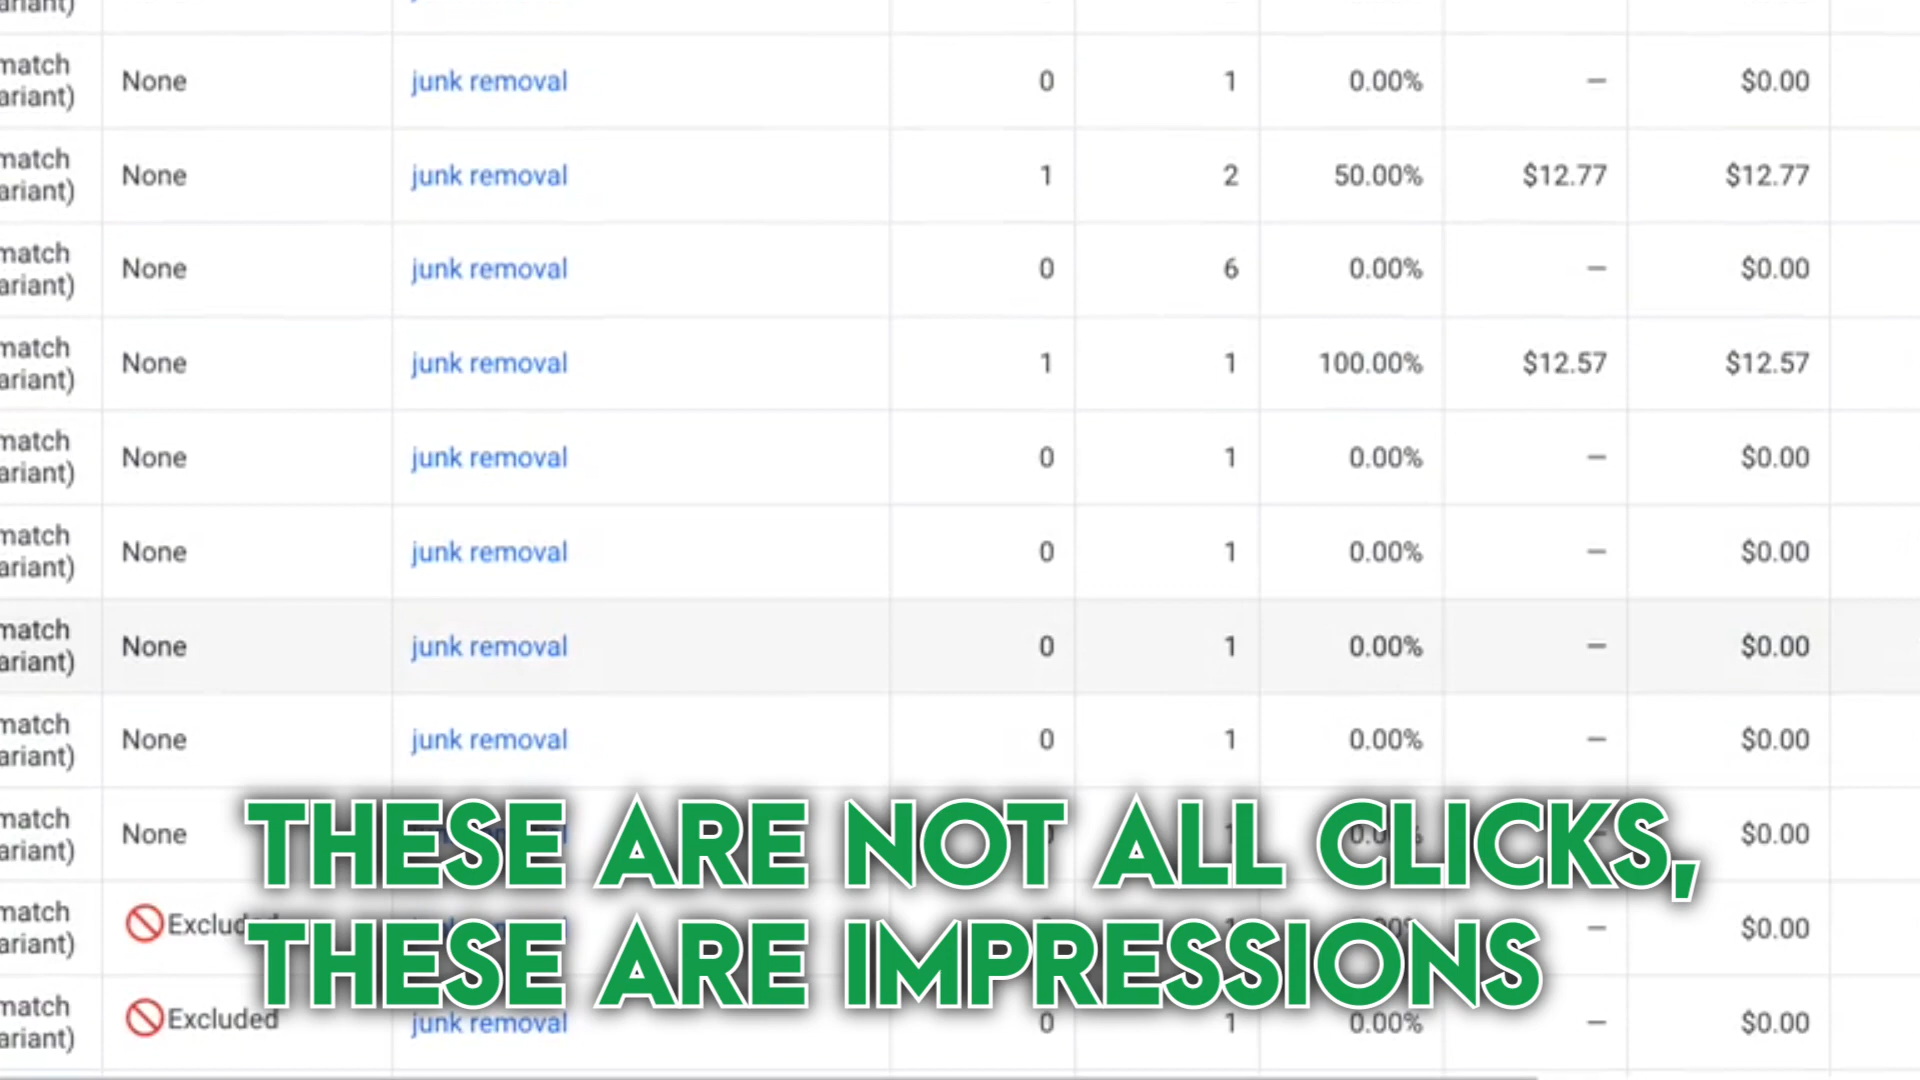 ariant)
match
ariant) None junk removal 0 1 0.00% — $0.00
match
ariant) None junk removal 1 2 50.00% $12.77 $12.77
match
ariant) None junk removal 0 6 0.00% — $0.00
match
ariant) None junk removal 1 1 100.00% $12.57 $12.57
match
ariant) None junk removal 0 1 0.00% — $0.00
match
ariant) None junk removal 0 1 0.00% — $0.00
match
ariant) None junk removal 0 1 0.00% — $0.00
match
ariant) None junk removal 0 1 0.00% — $0.00
match
ariant) None — $0.00
THESE ARE NOT ALL CLICKS,
match
ariant) Excluded — $0.00
THESE ARE IMPRESSIONS
match
ariant) Excluded junk removal 0 1 0.00% — $0.00